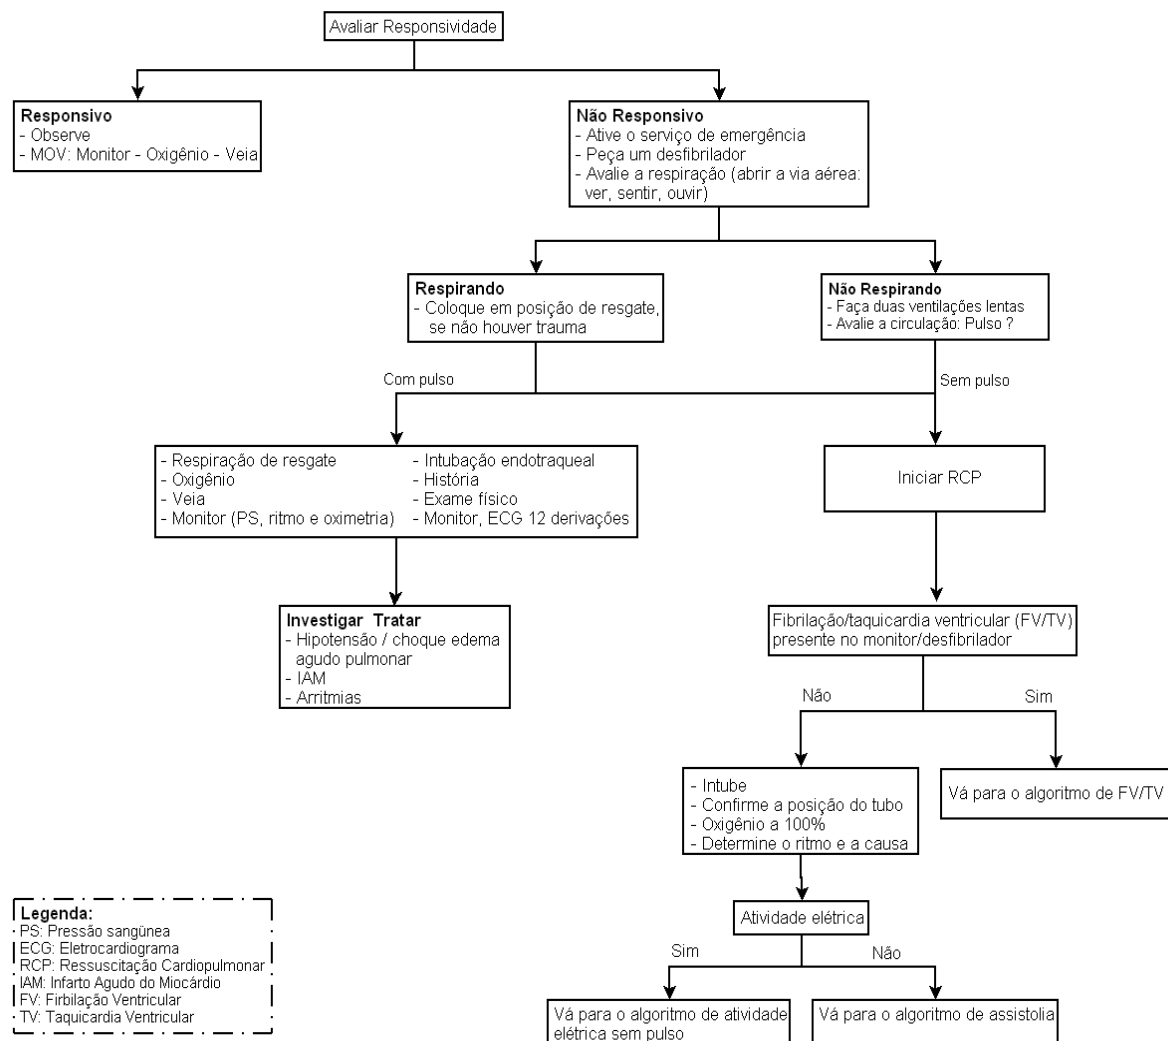 Avaliar Responsividade
Responsivo
- Observe
- MOV: Monitor - Oxigênio - Veia
Não Responsivo
- Ative o serviço de emergência
- Peça um desfibrilador
- Avalie a respiração (abrir a via aérea:
ver, sentir, ouvir)
Respirando
- Coloque em posição de resgate,
se não houver trauma
Não Respirando
- Faça duas ventilações lentas
- Avalie a circulação: Pulso ?
Com pulso
Sem pulso
- Respiração de resgate
- Oxigênio
- Veia
- Monitor (PS, ritmo e oximetria)
- Intubação endotraqueal
- História
- Exame físico
- Monitor, ECG 12 derivações
Iniciar RCP
Investigar Tratar
- Hipotensão / choque edema
agudo pulmonar
- IAM
- Arritmias
Fibrilação/taquicardia ventricular (FV/TV)
presente no monitor/desfibrilador
Não
Sim
- Intube
- Confirme a posição do tubo
- Oxigênio a 100%
- Determine o ritmo e a causa
Vá para o algoritmo de FV/TV
Atividade elétrica
Sim
Não
Vá para o algoritmo de atividade
elétrica sem pulso
Vá para o algoritmo de assistolia
Legenda:
PS: Pressão sangünea
ECG: Eletrocardiograma
RCP: Ressuscitação Cardiopulmonar
IAM: Infarto Agudo do Miocárdio
FV: Firbilação Ventricular
TV: Taquicardia Ventricular